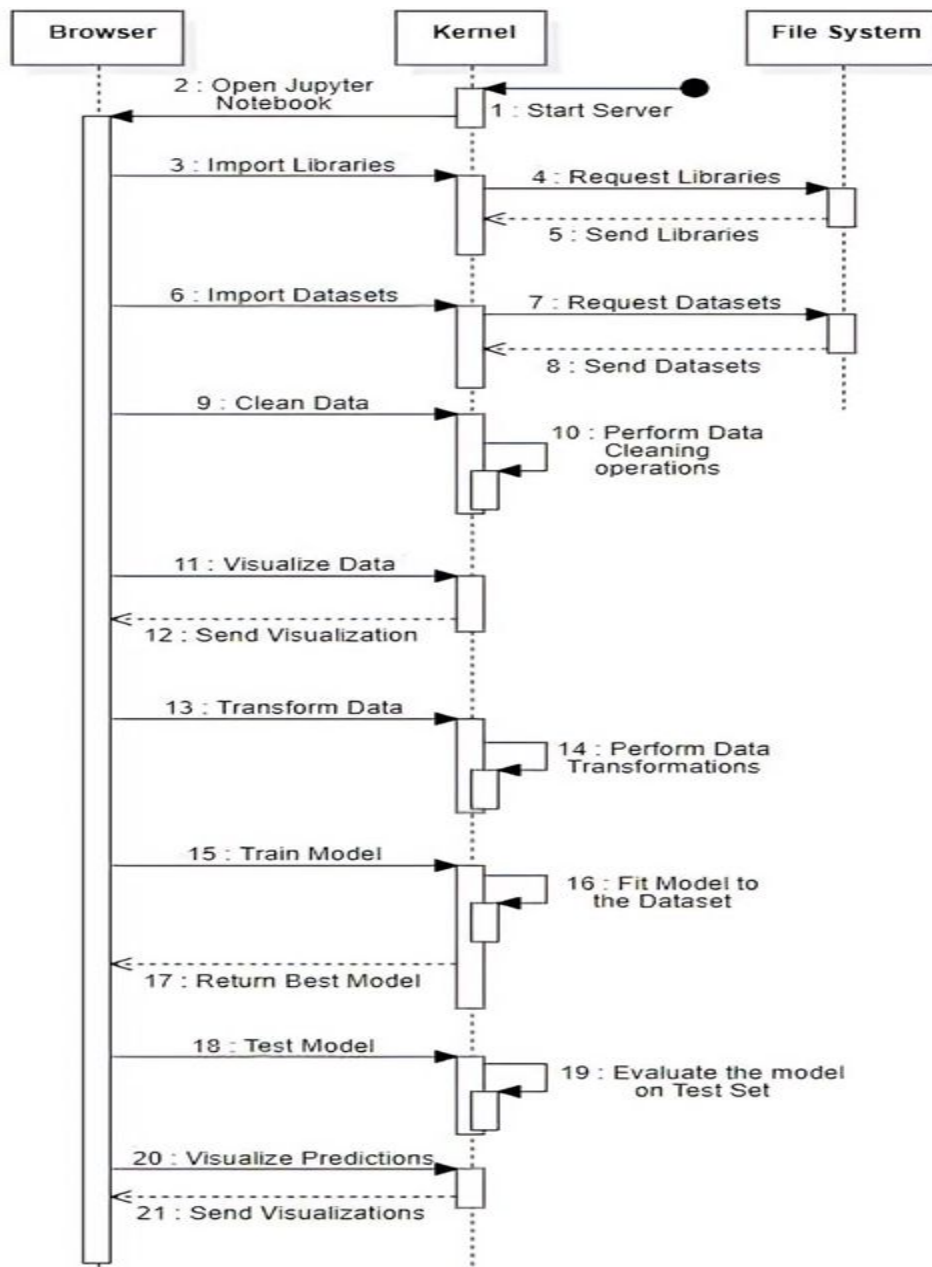 Browser
Kernel
File System
2 : Open Jupyter
Notebook
1 : Start Server
3 : Import Libraries
4 : Request Libraries
5 : Send Libraries
6 : Import Datasets
7 : Request Datasets
8 : Send Datasets
9 : Clean Data
10 : Perform Data
Cleaning
operations
11 : Visualize Data
12 : Send Visualization
13 : Transform Data
14 : Perform Data
Transformations
15 : Train Model
16 : Fit Model to
the Dataset
17 : Return Best Model
18 : Test Model
19 : Evaluate the model
on Test Set
20 : Visualize Predictions
21 : Send Visualizations